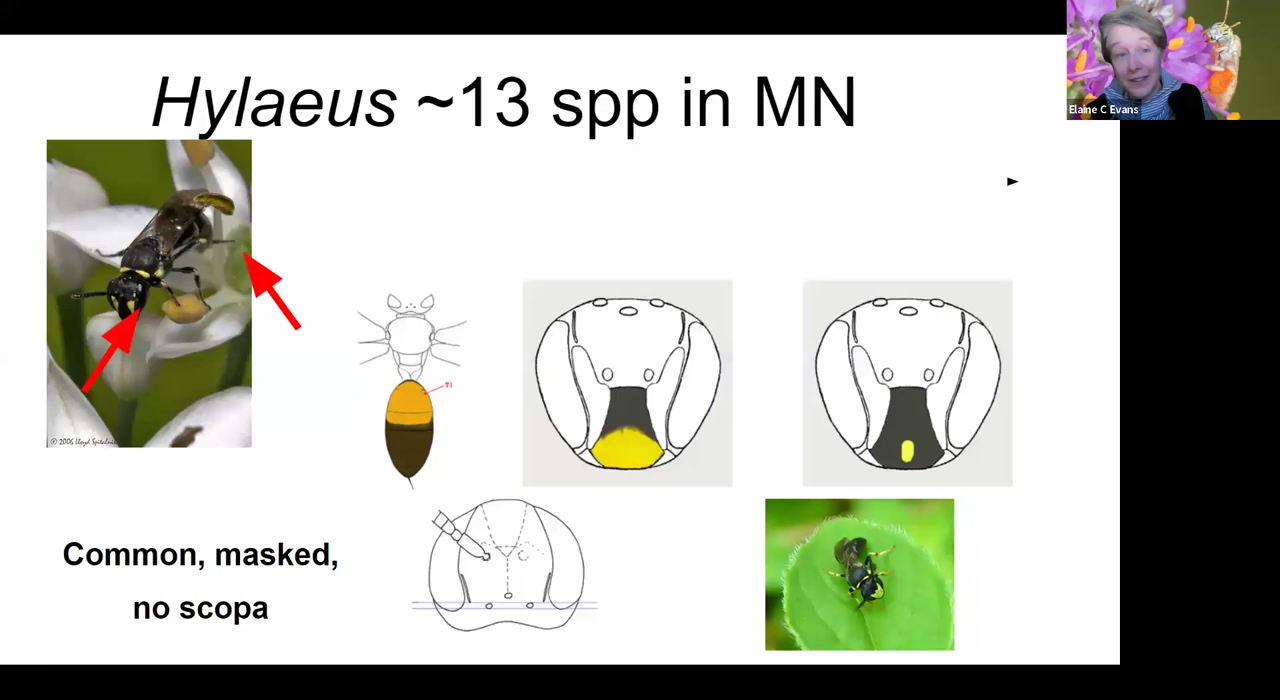 Hylaeus ~13 spp in MN
Elaine C Evans
© 2006 Lloyd Spitalnik
T1
Common, masked,
no scopa